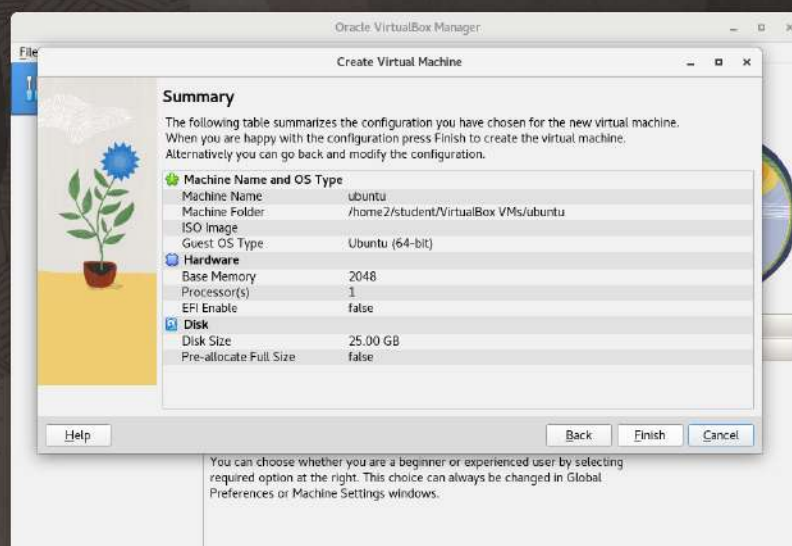 Oracle VirtualBox Manager
File
Create Virtual Machine
Summary
The following table summarizes the configuration you have chosen for the new virtual machine.
When you are happy with the configuration press Finish to create the virtual machine.
Alternatively you can go back and modify the configuration.
Machine Name and OS Type
Machine Name ubuntu
Machine Folder /home2/student/VirtualBox VMs/ubuntu
ISO Image
Guest OS Type Ubuntu (64-bit)
Hardware
Base Memory 2048
Processor(s) 1
EFI Enable false
Disk
Disk Size 25.00 GB
Pre-allocate Full Size false
Help Back Finish Cancel
You can choose whether you are a beginner or experienced user by selecting
required option at the right. This choice can always be changed in Global
Preferences or Machine Settings windows.